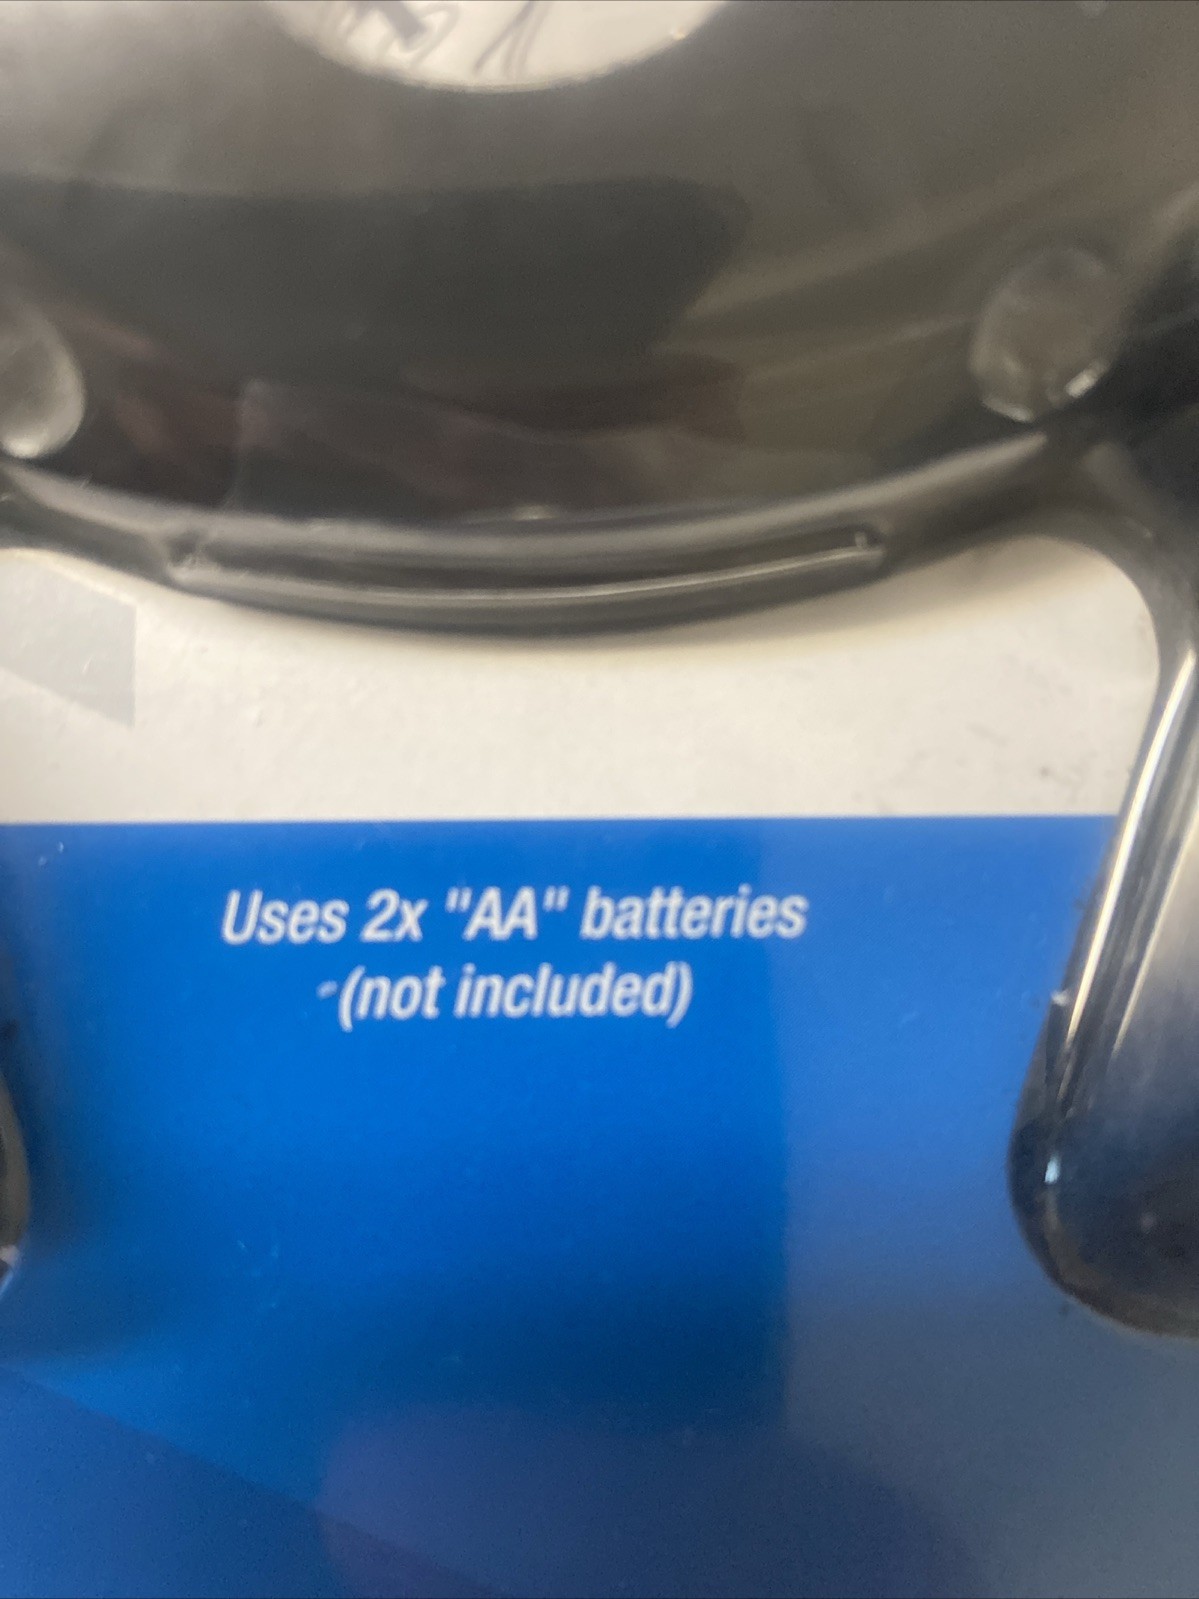 Uses 2x "AA" batteries
(not included)